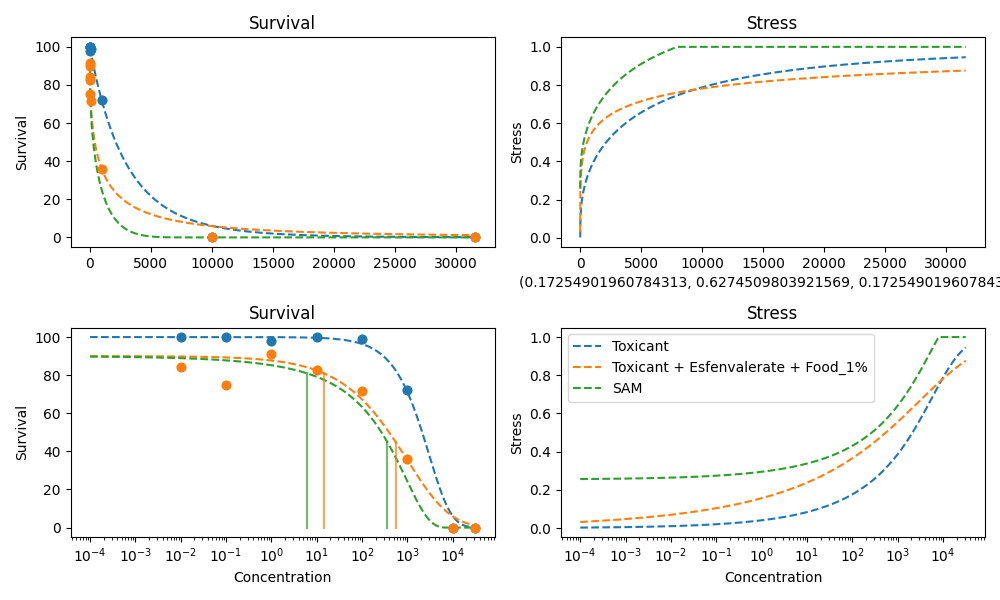 Survival
Stress
Survival
100
80
60
40
20
0
0 5000 10000 15000 20000 25000 30000
Stress
1.0
0.8
0.6
0.4
0.2
0.0
0 5000 10000 15000 20000 25000 30000
(0.17254901960784313, 0.6274509803921569, 0.1725490196078431
Survival
Stress
Survival
100
80
60
40
20
0
10⁻⁴ 10⁻³ 10⁻² 10⁻¹ 10⁰ 10¹ 10² 10³ 10⁴
Concentration
Stress
1.0
0.8
0.6
0.4
0.2
0.0
Toxicant
Toxicant + Esfenvalerate + Food_1%
SAM
10⁻⁴ 10⁻³ 10⁻² 10⁻¹ 10⁰ 10¹ 10² 10³ 10⁴
Concentration